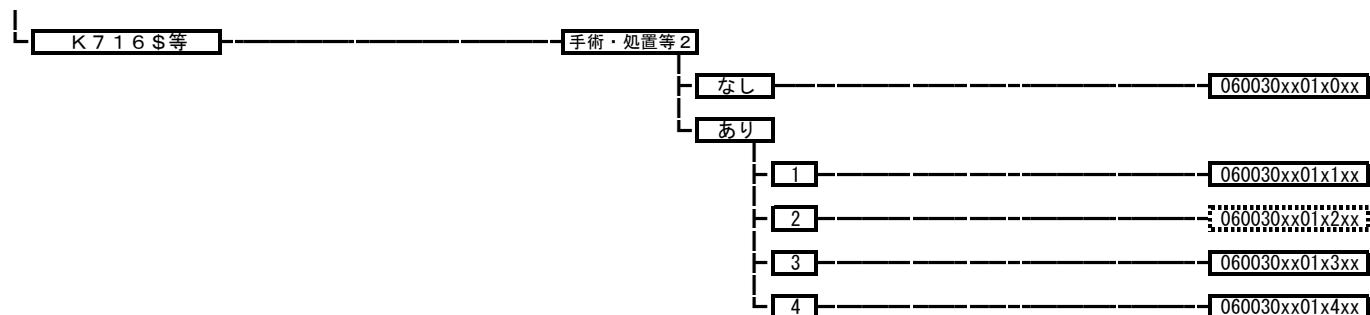 Ｋ７１６＄等 手術・処置等２
なし 060030xx01x0xx
あり
1 060030xx01x1xx
2 060030xx01x2xx
3 060030xx01x3xx
4 060030xx01x4xx